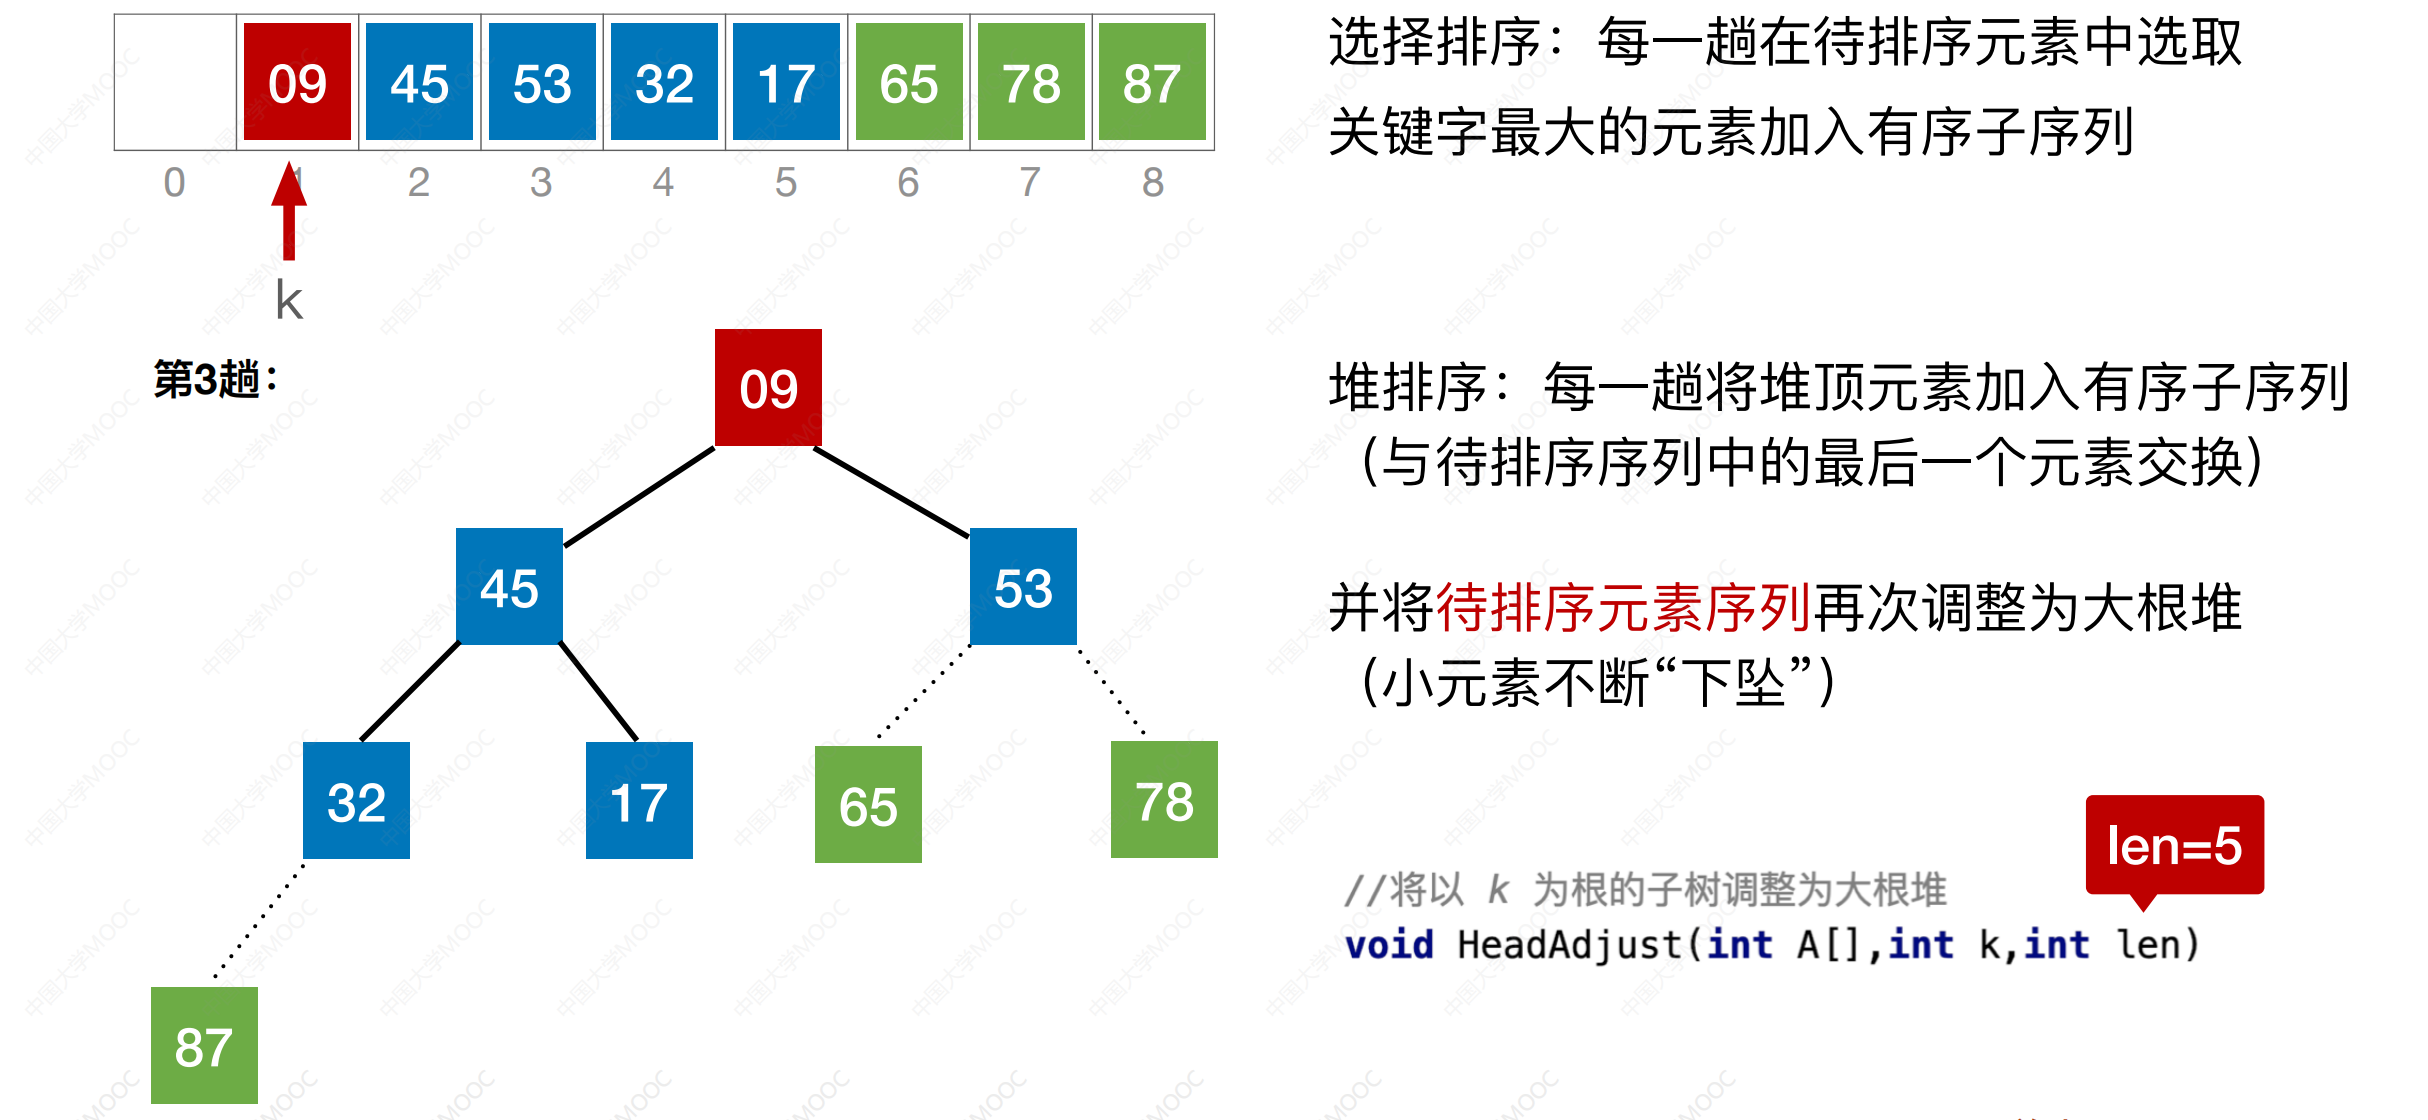 09 45 53 32 17 65 78 87
0 1 2 3 4 5 6 7 8
k
第3趟：
09
45 53
32 17 65 78
87
选择排序：每一趟在待排序元素中选取
关键字最大的元素加入有序子序列
堆排序：每一趟将堆顶元素加入有序子序列
（与待排序序列中的最后一个元素交换）
并将待排序元素序列再次调整为大根堆
（小元素不断“下坠”）
len=5
//将以 k 为根的子树调整为大根堆
void HeadAdjust(int A[],int k,int len)
中国大学MOOC